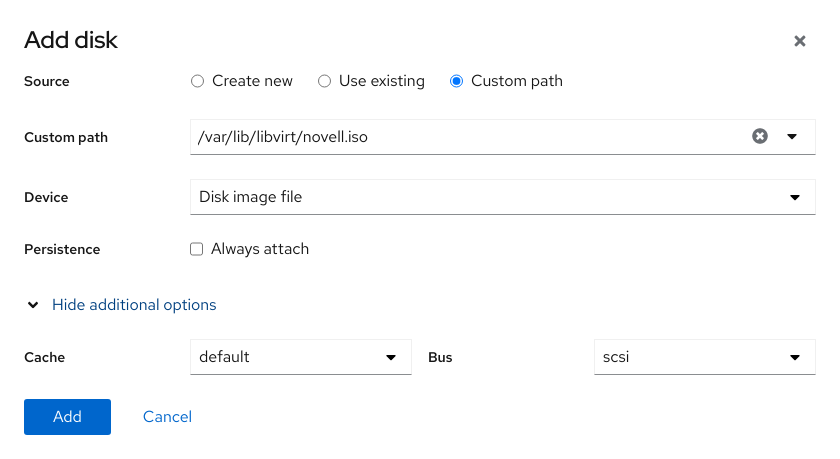 Add disk
Source Create new Use existing Custom path
Custom path /var/lib/libvirt/novell.iso
Device Disk image file
Persistence Always attach
Hide additional options
Cache default Bus scsi
Add Cancel